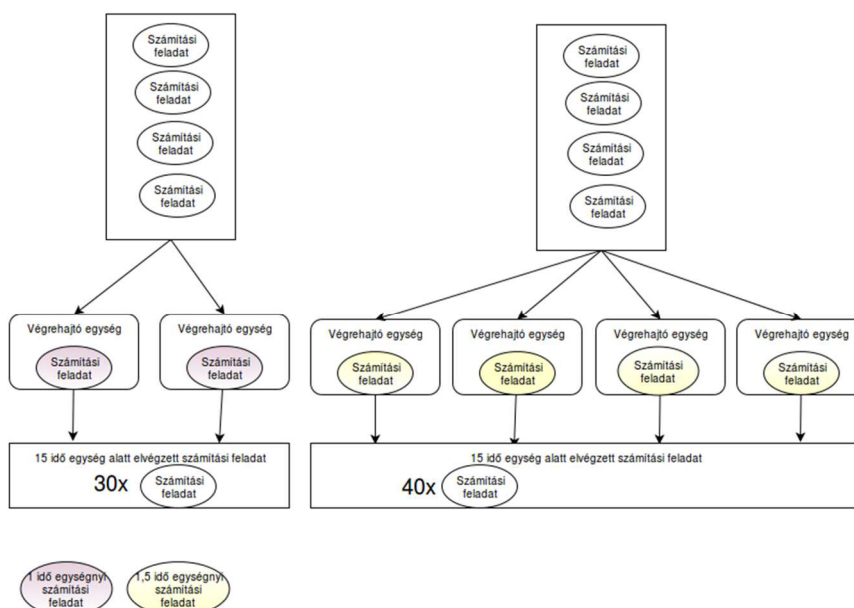 Számítási
feladat
Számítási
feladat
Számítási
feladat
Számítási
feladat
Végrehajtó egység
Számítási
feladat
Végrehajtó egység
Számítási
feladat
15 idő egység alatt elvégzett számítási feladat
30x
Számítási
feladat
Számítási
feladat
Számítási
feladat
Számítási
feladat
Számítási
feladat
Végrehajtó egység
Számítási
feladat
Végrehajtó egység
Számítási
feladat
Végrehajtó egység
Számítási
feladat
Végrehajtó egység
Számítási
feladat
15 idő egység alatt elvégzett számítási feladat
40x
Számítási
feladat
1 idő egységnyi
számítási
feladat
1,5 idő egységnyi
számítási
feladat